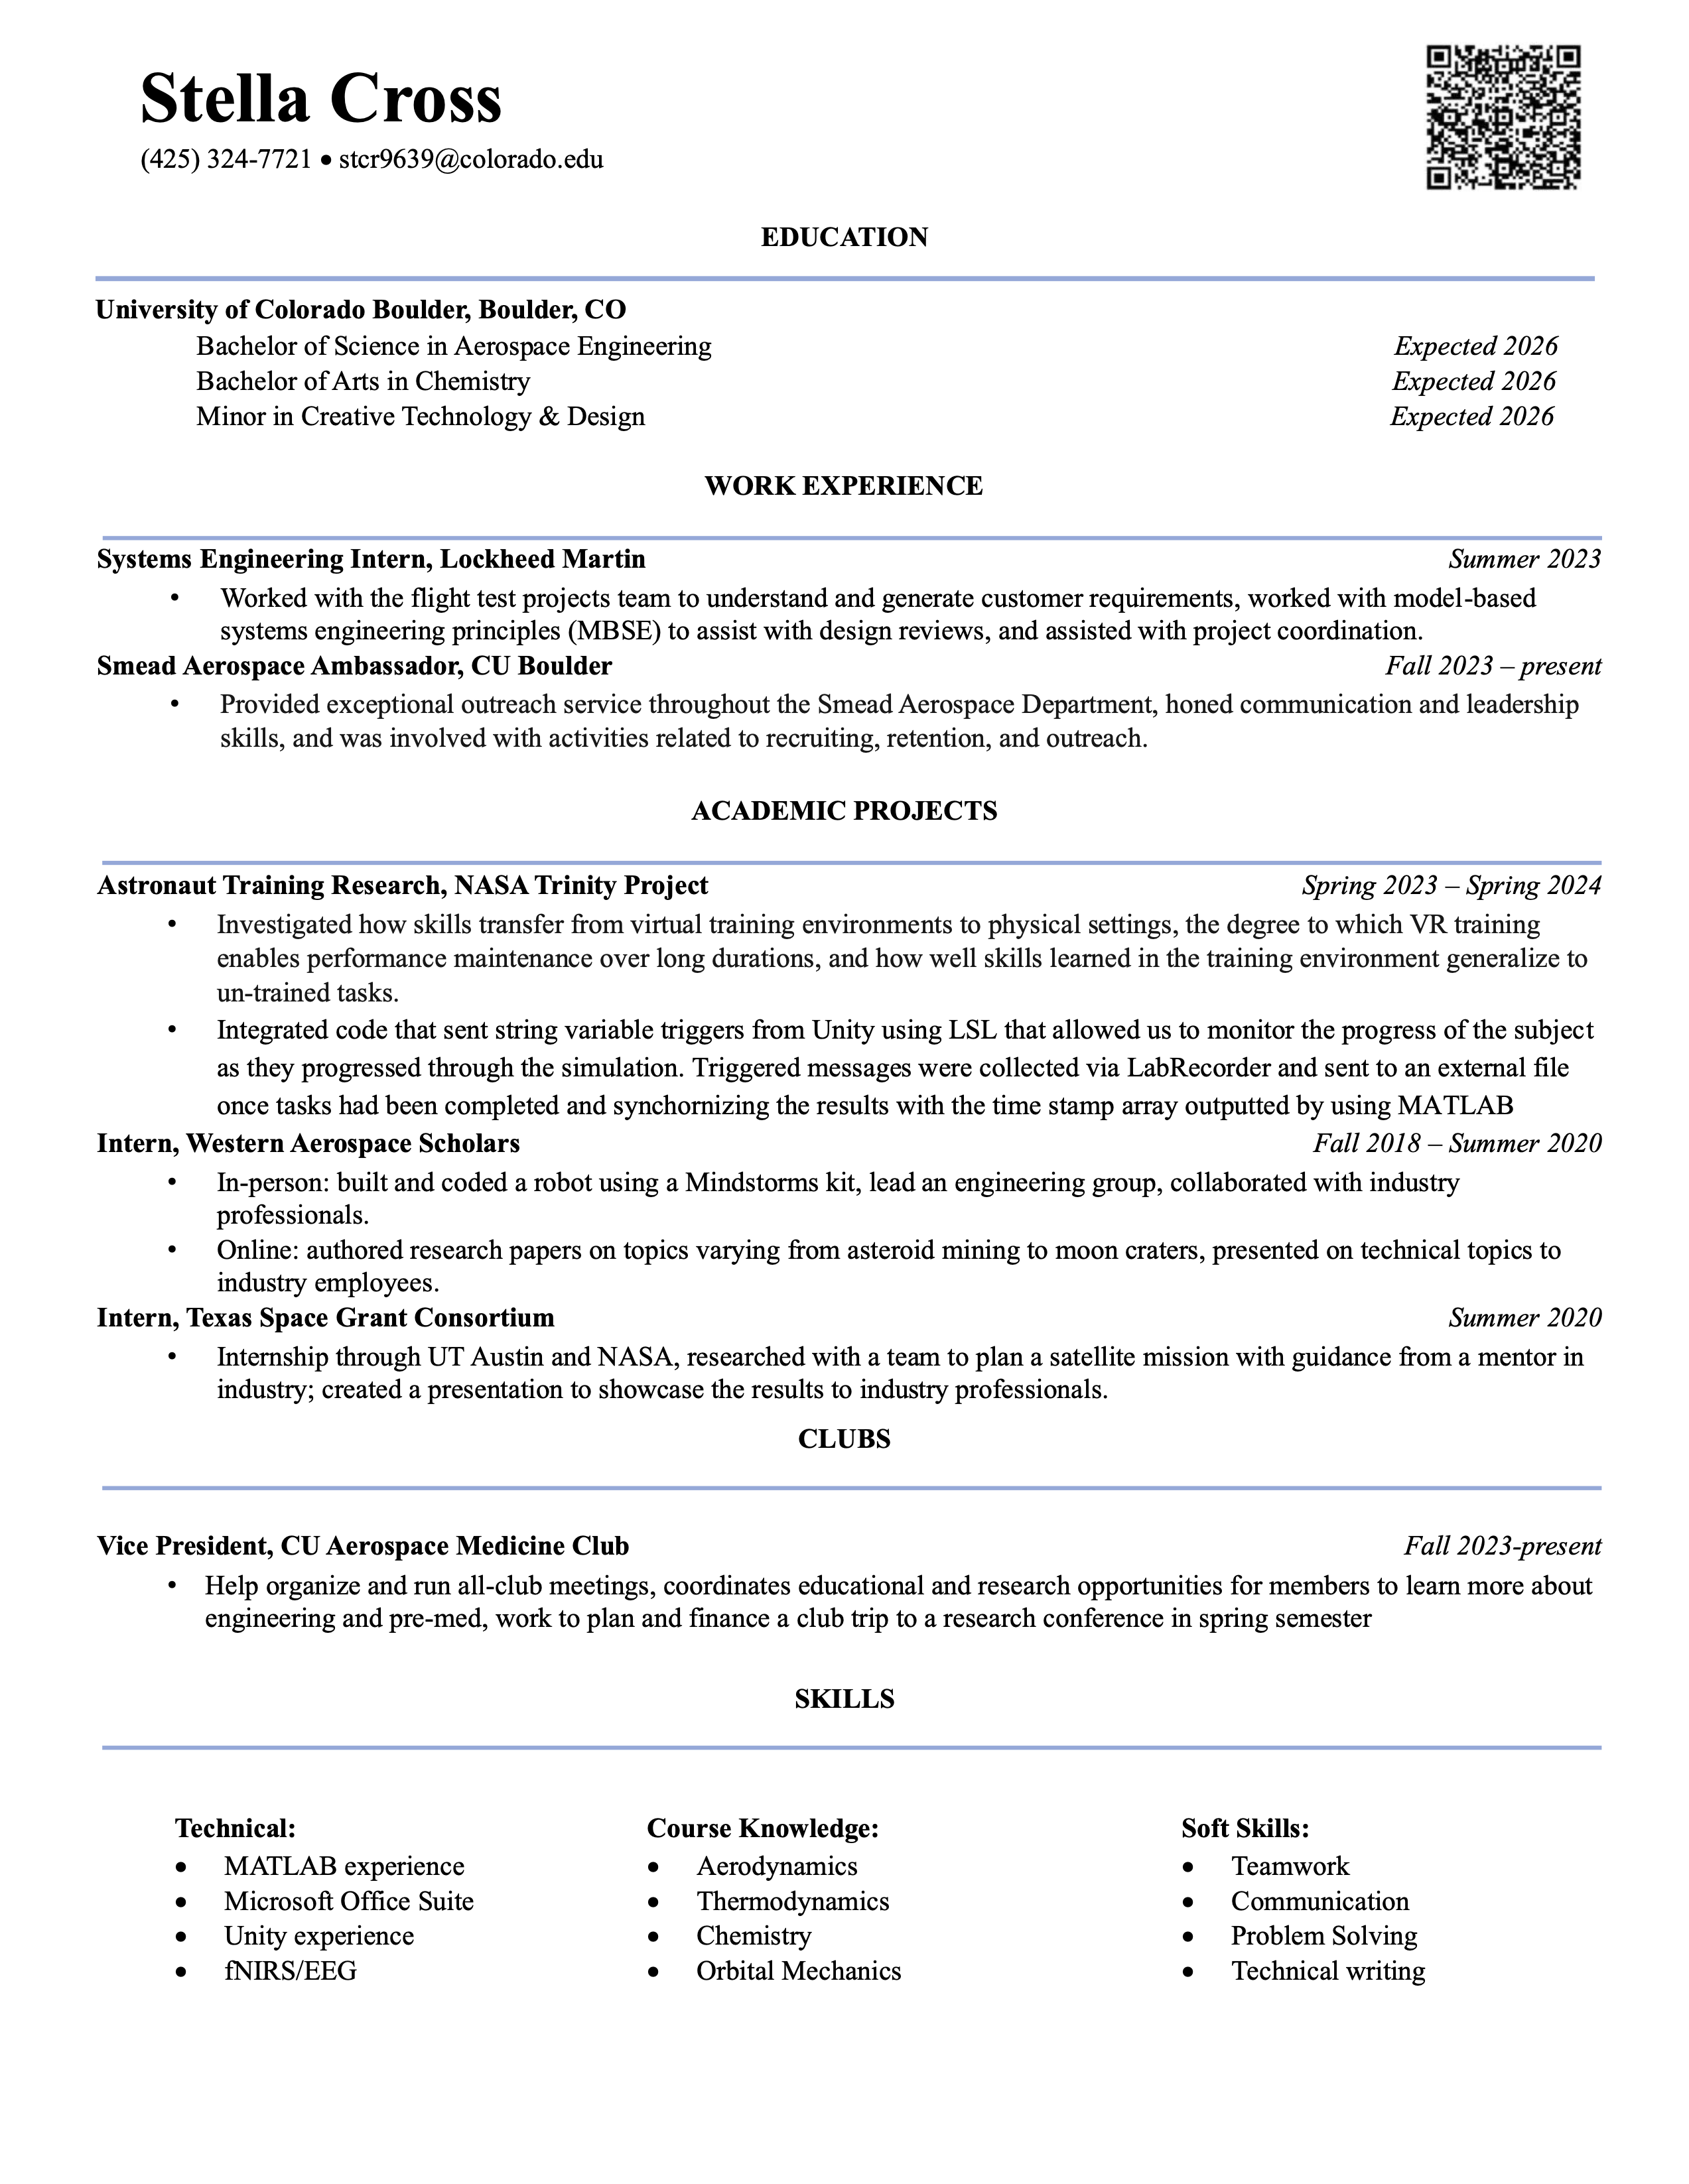 Stella Cross
(425) 324-7721 • stcr9639@colorado.edu
EDUCATION
University of Colorado Boulder, Boulder, CO
Bachelor of Science in Aerospace Engineering Expected 2026
Bachelor of Arts in Chemistry Expected 2026
Minor in Creative Technology & Design Expected 2026
WORK EXPERIENCE
Systems Engineering Intern, Lockheed Martin Summer 2023
• Worked with the flight test projects team to understand and generate customer requirements, worked with model-based
systems engineering principles (MBSE) to assist with design reviews, and assisted with project coordination.
Smead Aerospace Ambassador, CU Boulder Fall 2023 – present
• Provided exceptional outreach service throughout the Smead Aerospace Department, honed communication and leadership
skills, and was involved with activities related to recruiting, retention, and outreach.
ACADEMIC PROJECTS
Astronaut Training Research, NASA Trinity Project Spring 2023 – Spring 2024
• Investigated how skills transfer from virtual training environments to physical settings, the degree to which VR training
enables performance maintenance over long durations, and how well skills learned in the training environment generalize to
un-trained tasks.
• Integrated code that sent string variable triggers from Unity using LSL that allowed us to monitor the progress of the subject
as they progressed through the simulation. Triggered messages were collected via LabRecorder and sent to an external file
once tasks had been completed and synchornizing the results with the time stamp array outputted by using MATLAB
Intern, Western Aerospace Scholars Fall 2018 – Summer 2020
• In-person: built and coded a robot using a Mindstorms kit, lead an engineering group, collaborated with industry
professionals.
• Online: authored research papers on topics varying from asteroid mining to moon craters, presented on technical topics to
industry employees.
Intern, Texas Space Grant Consortium Summer 2020
• Internship through UT Austin and NASA, researched with a team to plan a satellite mission with guidance from a mentor in
industry; created a presentation to showcase the results to industry professionals.
CLUBS
Vice President, CU Aerospace Medicine Club Fall 2023-present
• Help organize and run all-club meetings, coordinates educational and research opportunities for members to learn more about
engineering and pre-med, work to plan and finance a club trip to a research conference in spring semester
SKILLS
Technical:
• MATLAB experience
• Microsoft Office Suite
• Unity experience
• fNIRS/EEG
Course Knowledge:
• Aerodynamics
• Thermodynamics
• Chemistry
• Orbital Mechanics
Soft Skills:
• Teamwork
• Communication
• Problem Solving
• Technical writing